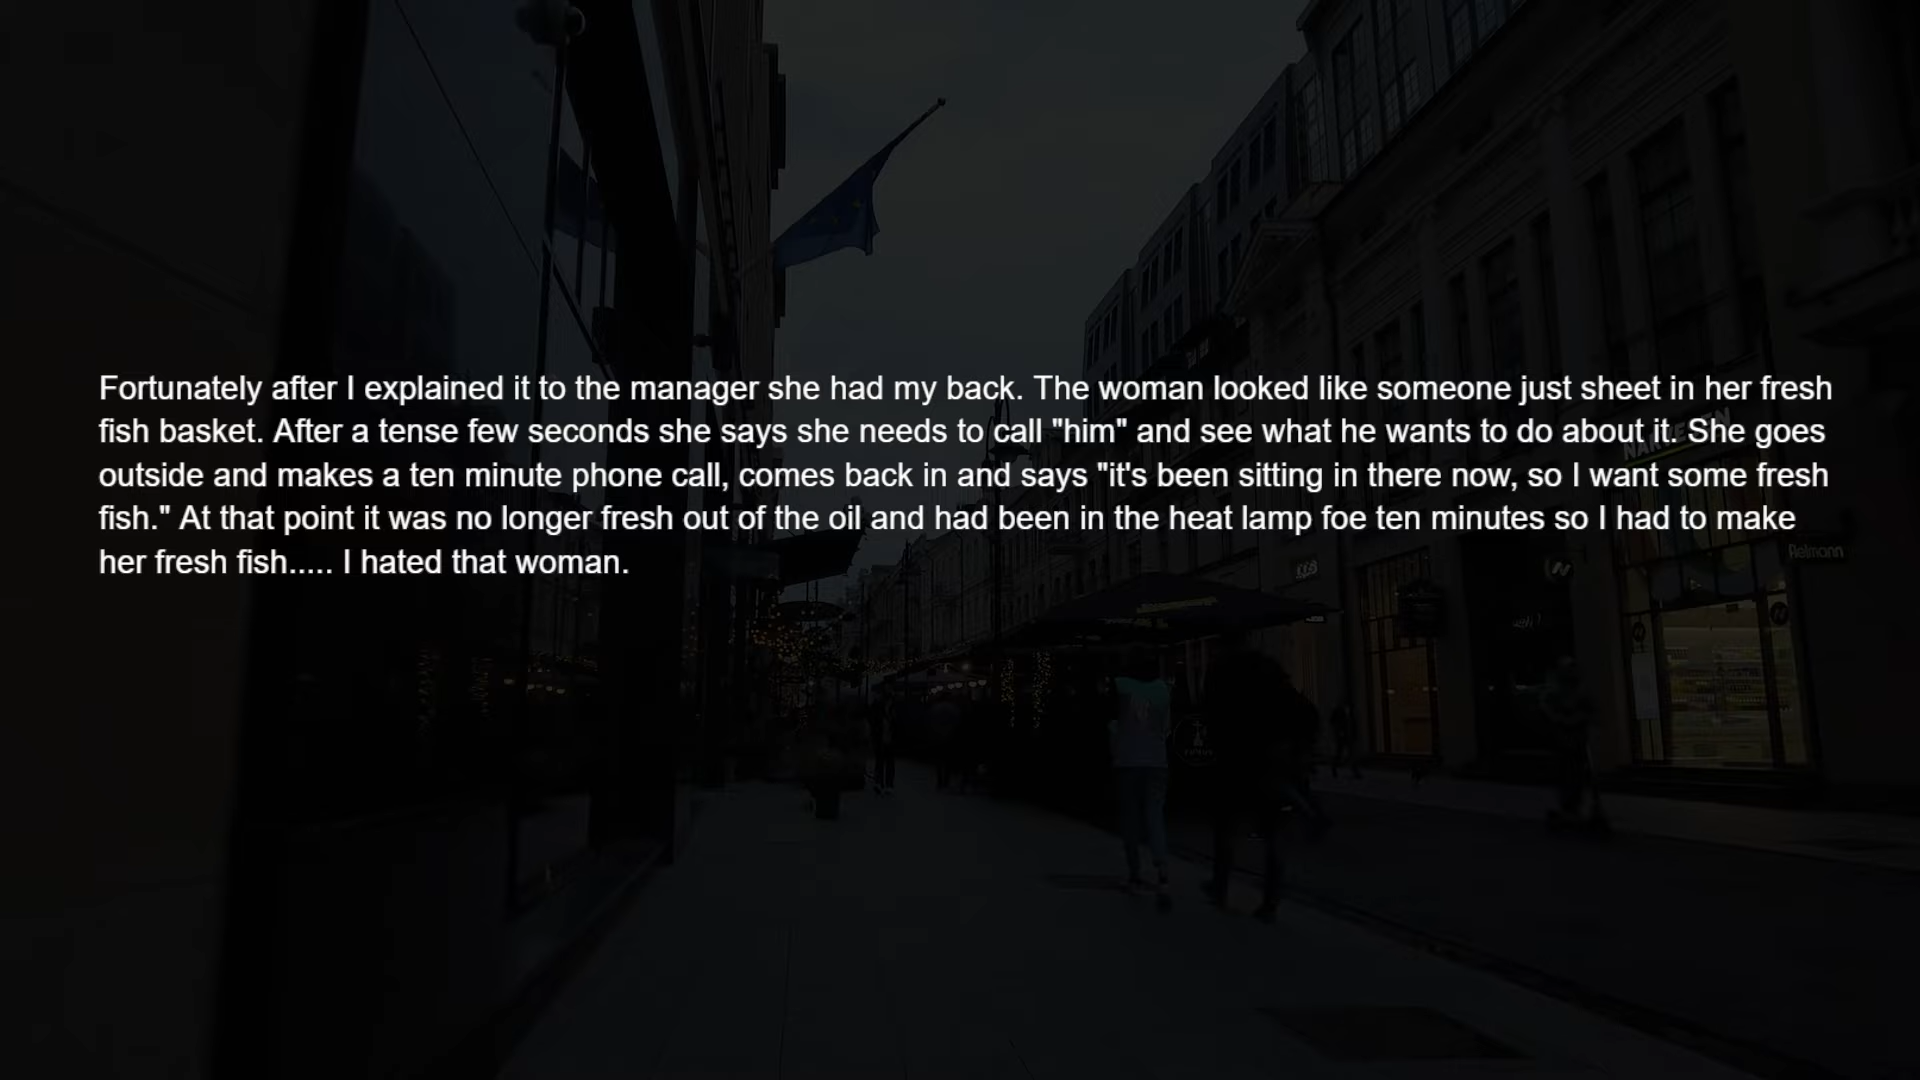 Fortunately after I explained it to the manager she had my back. The woman looked like someone just sheet in her fresh
fish basket. After a tense few seconds she says she needs to call "him" and see what he wants to do about it. She goes
outside and makes a ten minute phone call, comes back in and says "it's been sitting in there now, so I want some fresh
fish." At that point it was no longer fresh out of the oil and had been in the heat lamp foe ten minutes so I had to make
her fresh fish..... I hated that woman.